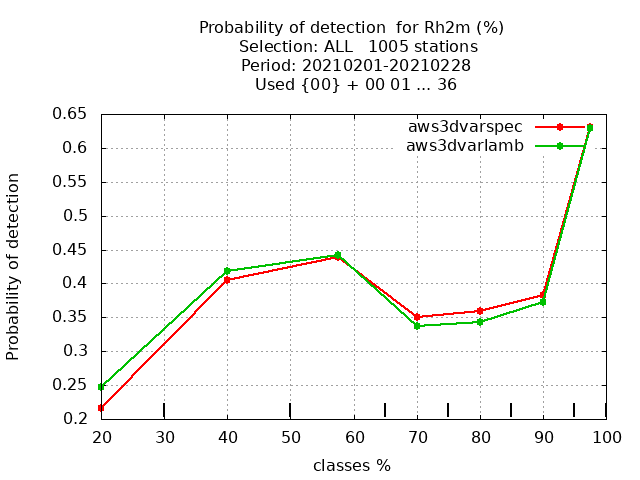 Probability of detection  for Rh2m (%)
Selection: ALL   1005 stations
Period: 20210201-20210228
Used {00} + 00 01 ... 36
aws3dvarspec
aws3dvarlamb
Probability of detection
0.65
0.6
0.55
0.5
0.45
0.4
0.35
0.3
0.25
0.2
20 30 40 50 60 70 80 90 100
classes %